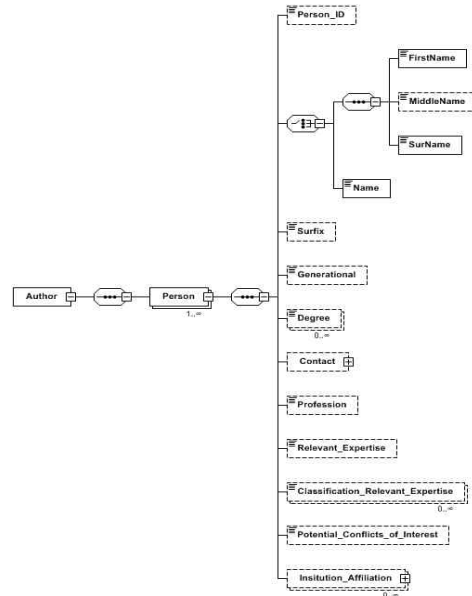 Person_ID
FirstName
MiddleName
SurName
Name
Surfix
Generational
Author
Person
1..∞
Degree
0..∞
Contact
Profession
Relevant_Expertise
Classification_Relevant_Expertise
0..∞
Potential_Conflicts_of_Interest
Insitution_Affiliation
0..∞